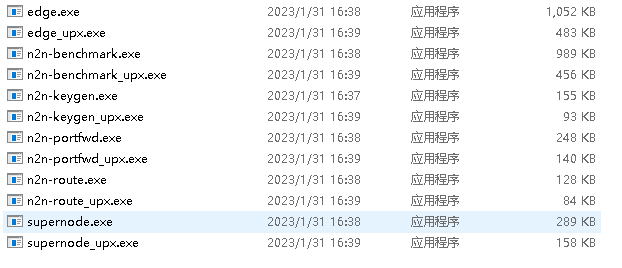 edge.exe 2023/1/31 16:38 应用程序 1,052 KB
edge_upx.exe 2023/1/31 16:39 应用程序 483 KB
n2n-benchmark.exe 2023/1/31 16:38 应用程序 989 KB
n2n-benchmark_upx.exe 2023/1/31 16:39 应用程序 456 KB
n2n-keygen.exe 2023/1/31 16:37 应用程序 155 KB
n2n-keygen_upx.exe 2023/1/31 16:39 应用程序 93 KB
n2n-portfwd.exe 2023/1/31 16:38 应用程序 248 KB
n2n-portfwd_upx.exe 2023/1/31 16:39 应用程序 140 KB
n2n-route.exe 2023/1/31 16:38 应用程序 128 KB
n2n-route_upx.exe 2023/1/31 16:39 应用程序 84 KB
supernode.exe 2023/1/31 16:38 应用程序 289 KB
supernode_upx.exe 2023/1/31 16:39 应用程序 158 KB